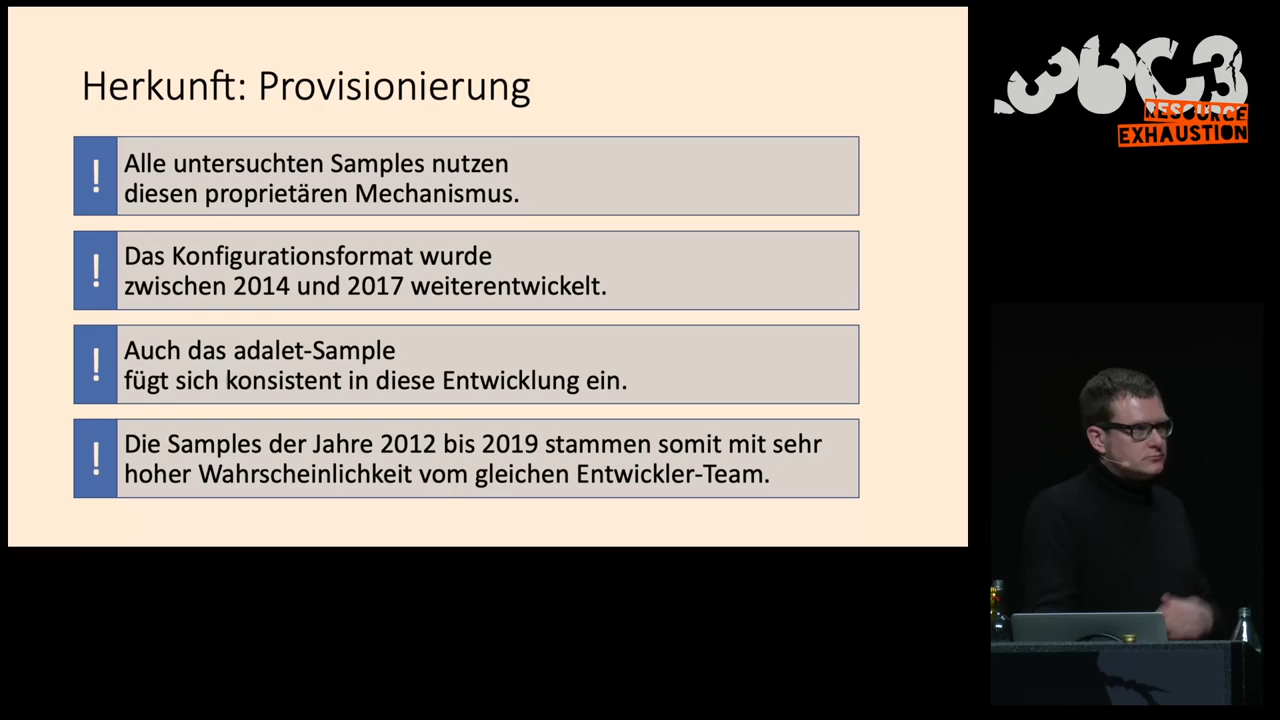 Herkunft: Provisionierung
! Alle untersuchten Samples nutzen
diesen proprietären Mechanismus.
! Das Konfigurationsformat wurde
zwischen 2014 und 2017 weiterentwickelt.
! Auch das adalet-Sample
fügt sich konsistent in diese Entwicklung ein.
! Die Samples der Jahre 2012 bis 2019 stammen somit mit sehr
hoher Wahrscheinlichkeit vom gleichen Entwickler-Team.
36C3
RESOURCE
EXHAUSTION